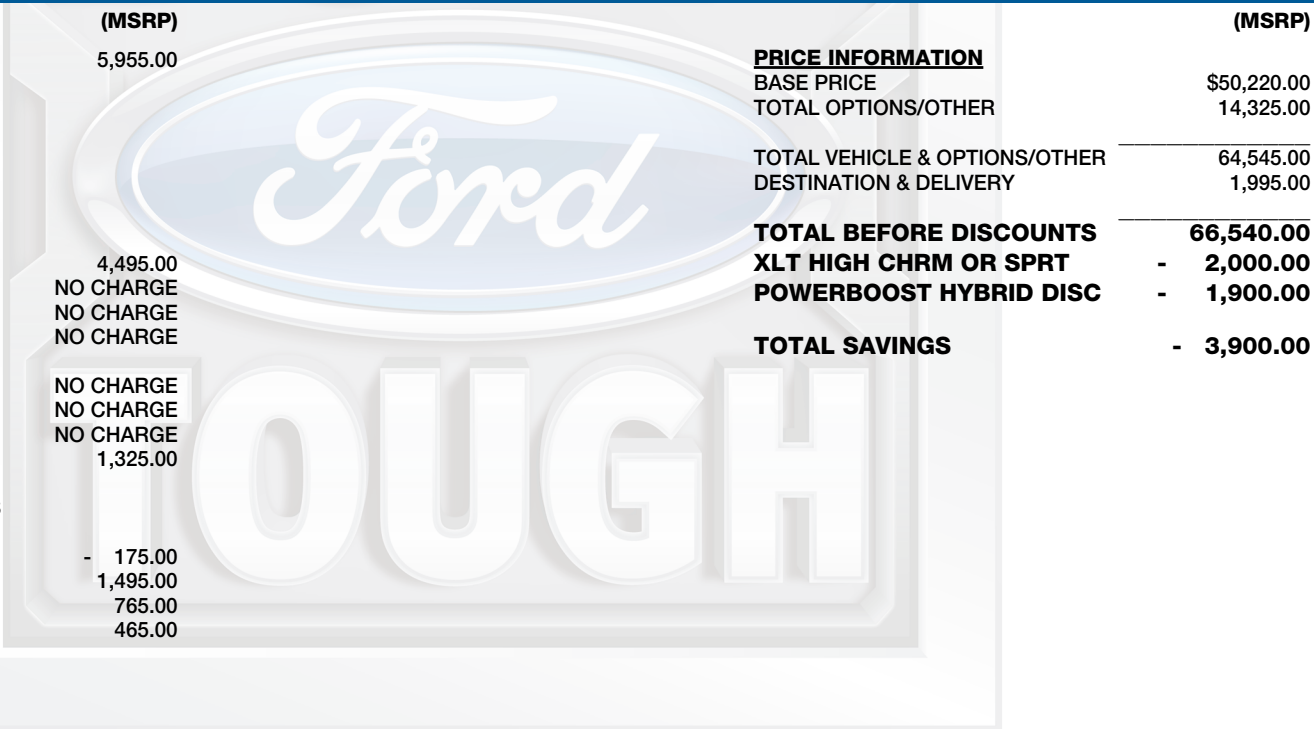 (MSRP)
5,955.00
4,495.00
NO CHARGE
NO CHARGE
NO CHARGE
NO CHARGE
NO CHARGE
NO CHARGE
1,325.00
- 175.00
1,495.00
765.00
465.00
Ford
TOUGH
(MSRP)
PRICE INFORMATION
BASE PRICE $50,220.00
TOTAL OPTIONS/OTHER 14,325.00
TOTAL VEHICLE & OPTIONS/OTHER 64,545.00
DESTINATION & DELIVERY 1,995.00
TOTAL BEFORE DISCOUNTS 66,540.00
XLT HIGH CHRM OR SPRT - 2,000.00
POWERBOOST HYBRID DISC - 1,900.00
TOTAL SAVINGS - 3,900.00